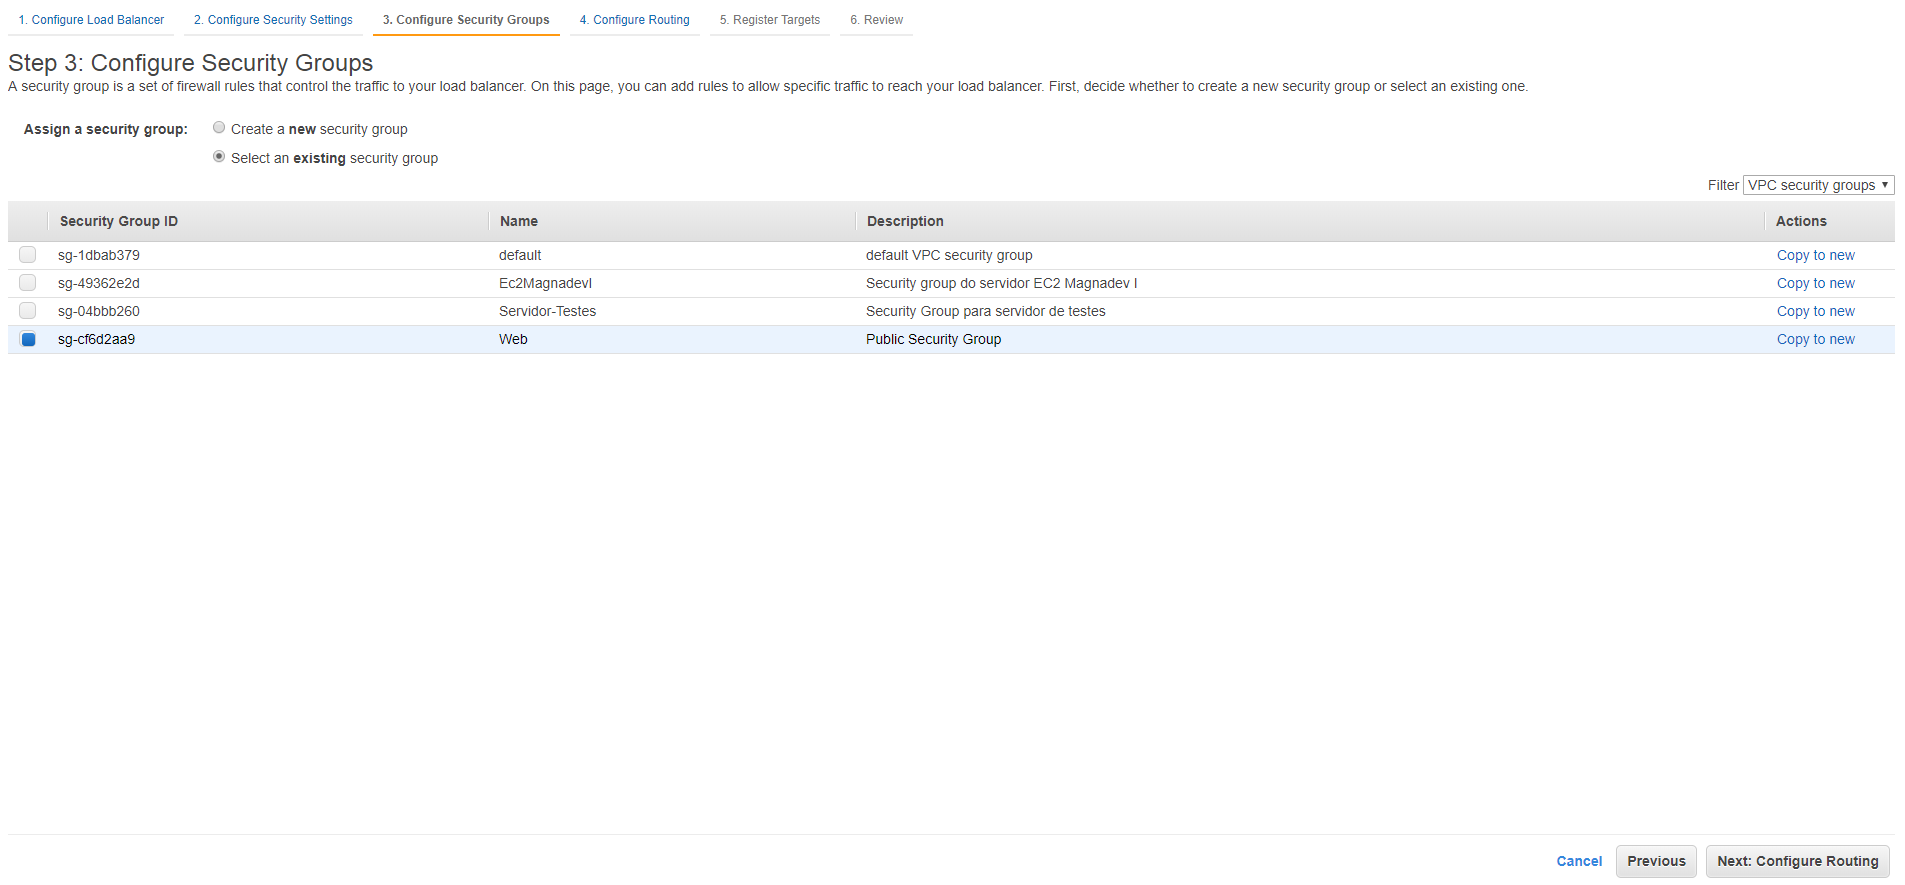 1. Configure Load Balancer 2. Configure Security Settings 3. Configure Security Groups 4. Configure Routing 5. Register Targets 6. Review
Step 3: Configure Security Groups
A security group is a set of firewall rules that control the traffic to your load balancer. On this page, you can add rules to allow specific traffic to reach your load balancer. First, decide whether to create a new security group or select an existing one.
Assign a security group: Create a new security group
Select an existing security group
Filter VPC security groups
Security Group ID Name Description Actions
sg-1dbab379 default default VPC security group Copy to new
sg-49362e2d Ec2MagnadevI Security group do servidor EC2 Magnadev I Copy to new
sg-04bbb260 Servidor-Testes Security Group para servidor de testes Copy to new
sg-cf6d2aa9 Web Public Security Group Copy to new
Cancel Previous Next: Configure Routing